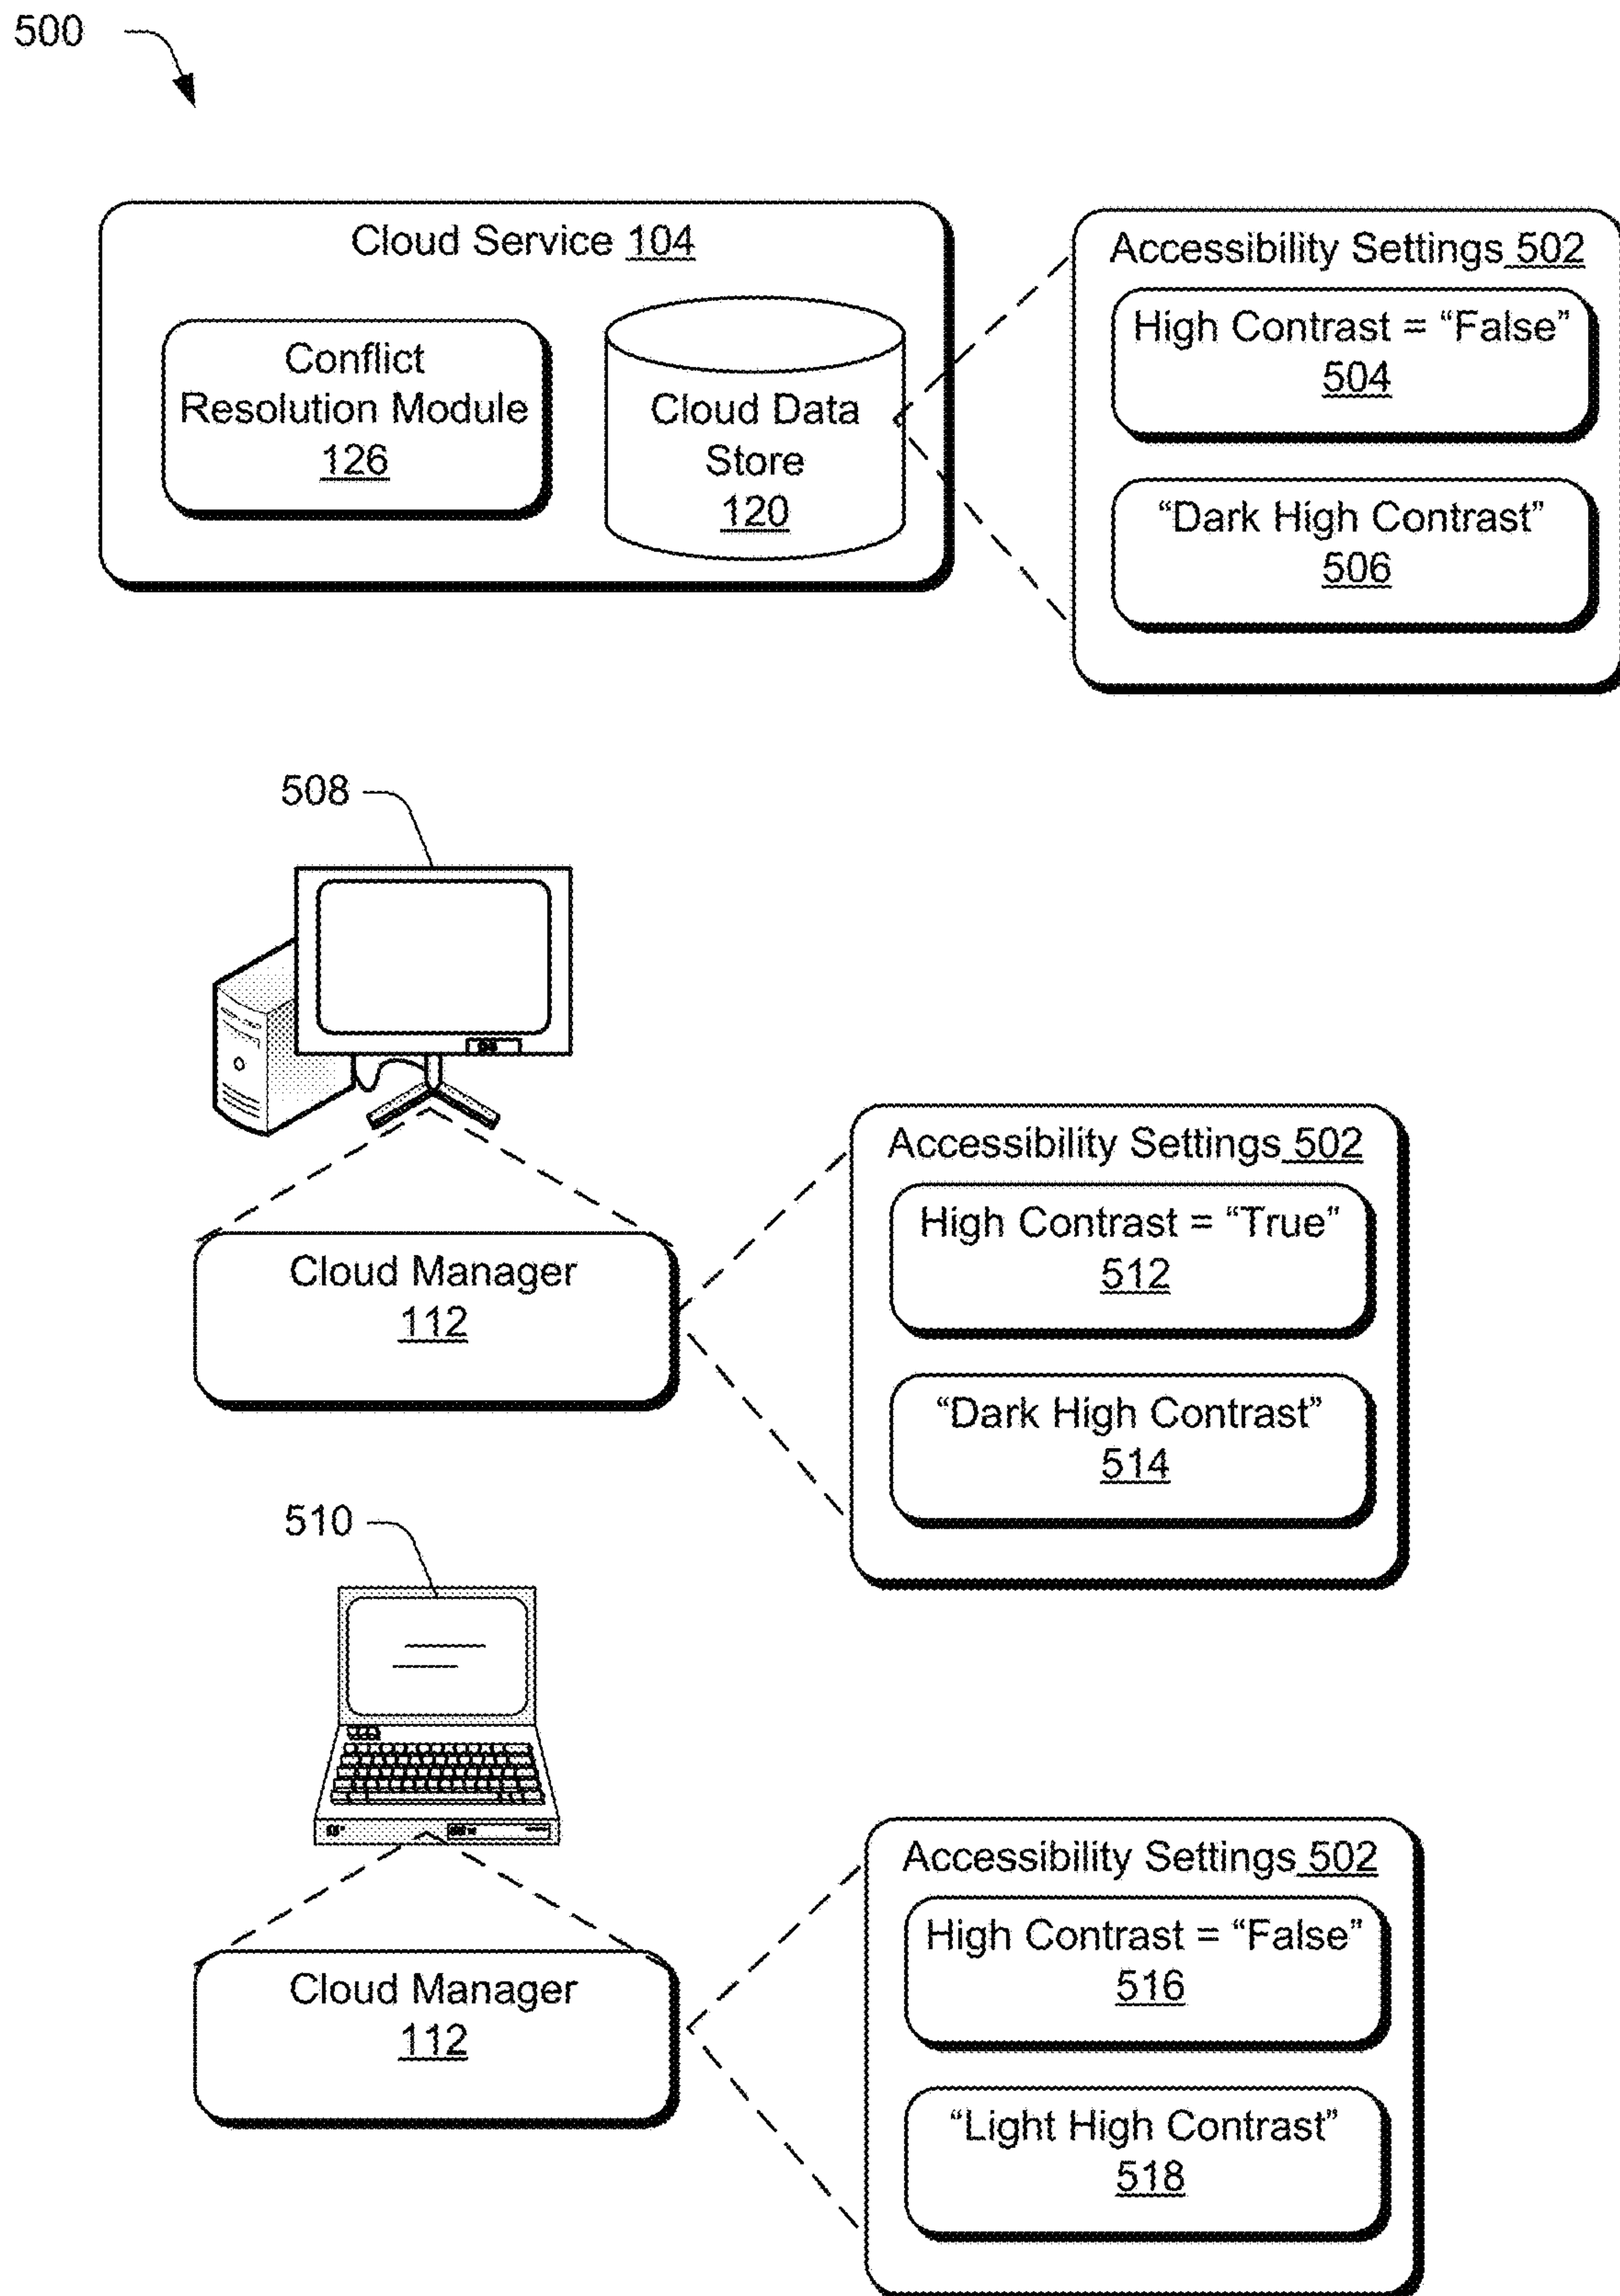 500
Cloud Service 104
Conflict
Resolution Module
126
Cloud Data
Store
120
Accessibility Settings 502
High Contrast = “False”
504
“Dark High Contrast”
506
508
Cloud Manager
112
Accessibility Settings 502
High Contrast = “True”
512
“Dark High Contrast”
514
510
Cloud Manager
112
Accessibility Settings 502
High Contrast = “False”
516
“Light High Contrast”
518